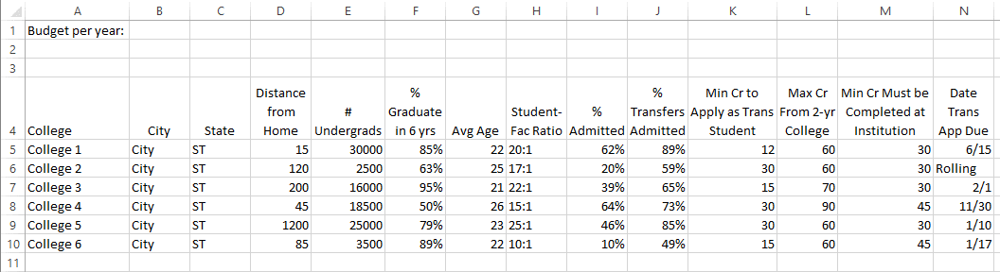 A B C D E F G H I J K L M N
1 Budget per year:
2
3
Distance % % Min Cr to Max Cr Min Cr Must be Date
from # Graduate Student- % Transfers Apply as Trans From 2-yr Completed at Trans
4 College City State Home Undergrads in 6 yrs Avg Age Fac Ratio Admitted Admitted Student College Institution App Due
5 College 1 City ST 15 30000 85% 22 20:1 62% 89% 12 60 30 6/15
6 College 2 City ST 120 2500 63% 25 17:1 20% 59% 30 60 30 Rolling
7 College 3 City ST 200 16000 95% 21 22:1 39% 65% 15 70 30 2/1
8 College 4 City ST 45 18500 50% 26 15:1 64% 73% 30 90 45 11/30
9 College 5 City ST 1200 25000 79% 23 25:1 46% 85% 30 60 30 1/10
10 College 6 City ST 85 3500 89% 22 10:1 10% 49% 15 60 45 1/17
11